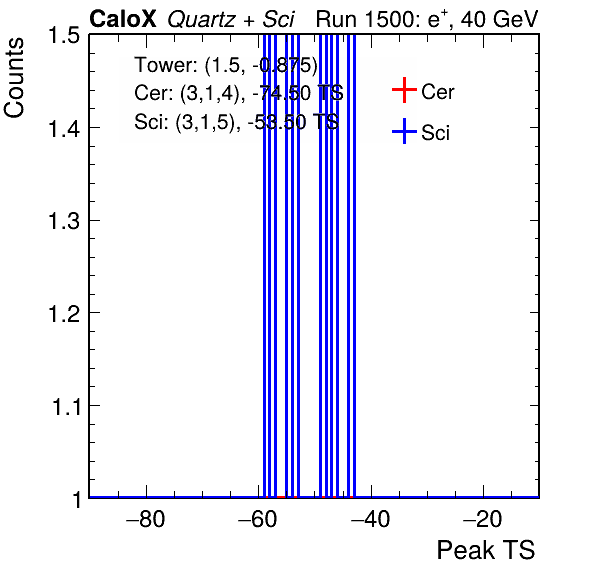 CaloX Quartz + Sci Run 1500: e+, 40 GeV
Counts
1.5
Tower: (1.5, -0.875)
Cer: (3,1,4), -74.50 TS
Sci: (3,1,5), -53.50 TS
Cer
Sci
1.4
1.3
1.2
1.1
1
−80 −60 −40 −20
Peak TS